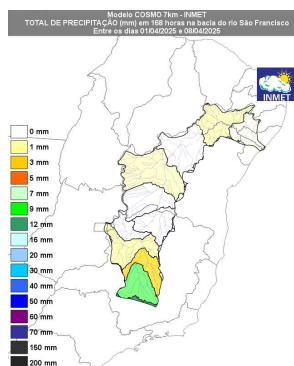 Modelo COSMO 7km - INMET
TOTAL DE PRECIPITAÇÃO (mm) em 168 horas na bacia do rio São Francisco
Entre os dias 01/04/2025 e 08/04/2025
INMET
0 mm
1 mm
3 mm
5 mm
7 mm
9 mm
12 mm
16 mm
20 mm
30 mm
40 mm
50 mm
60 mm
70 mm
150 mm
200 mm